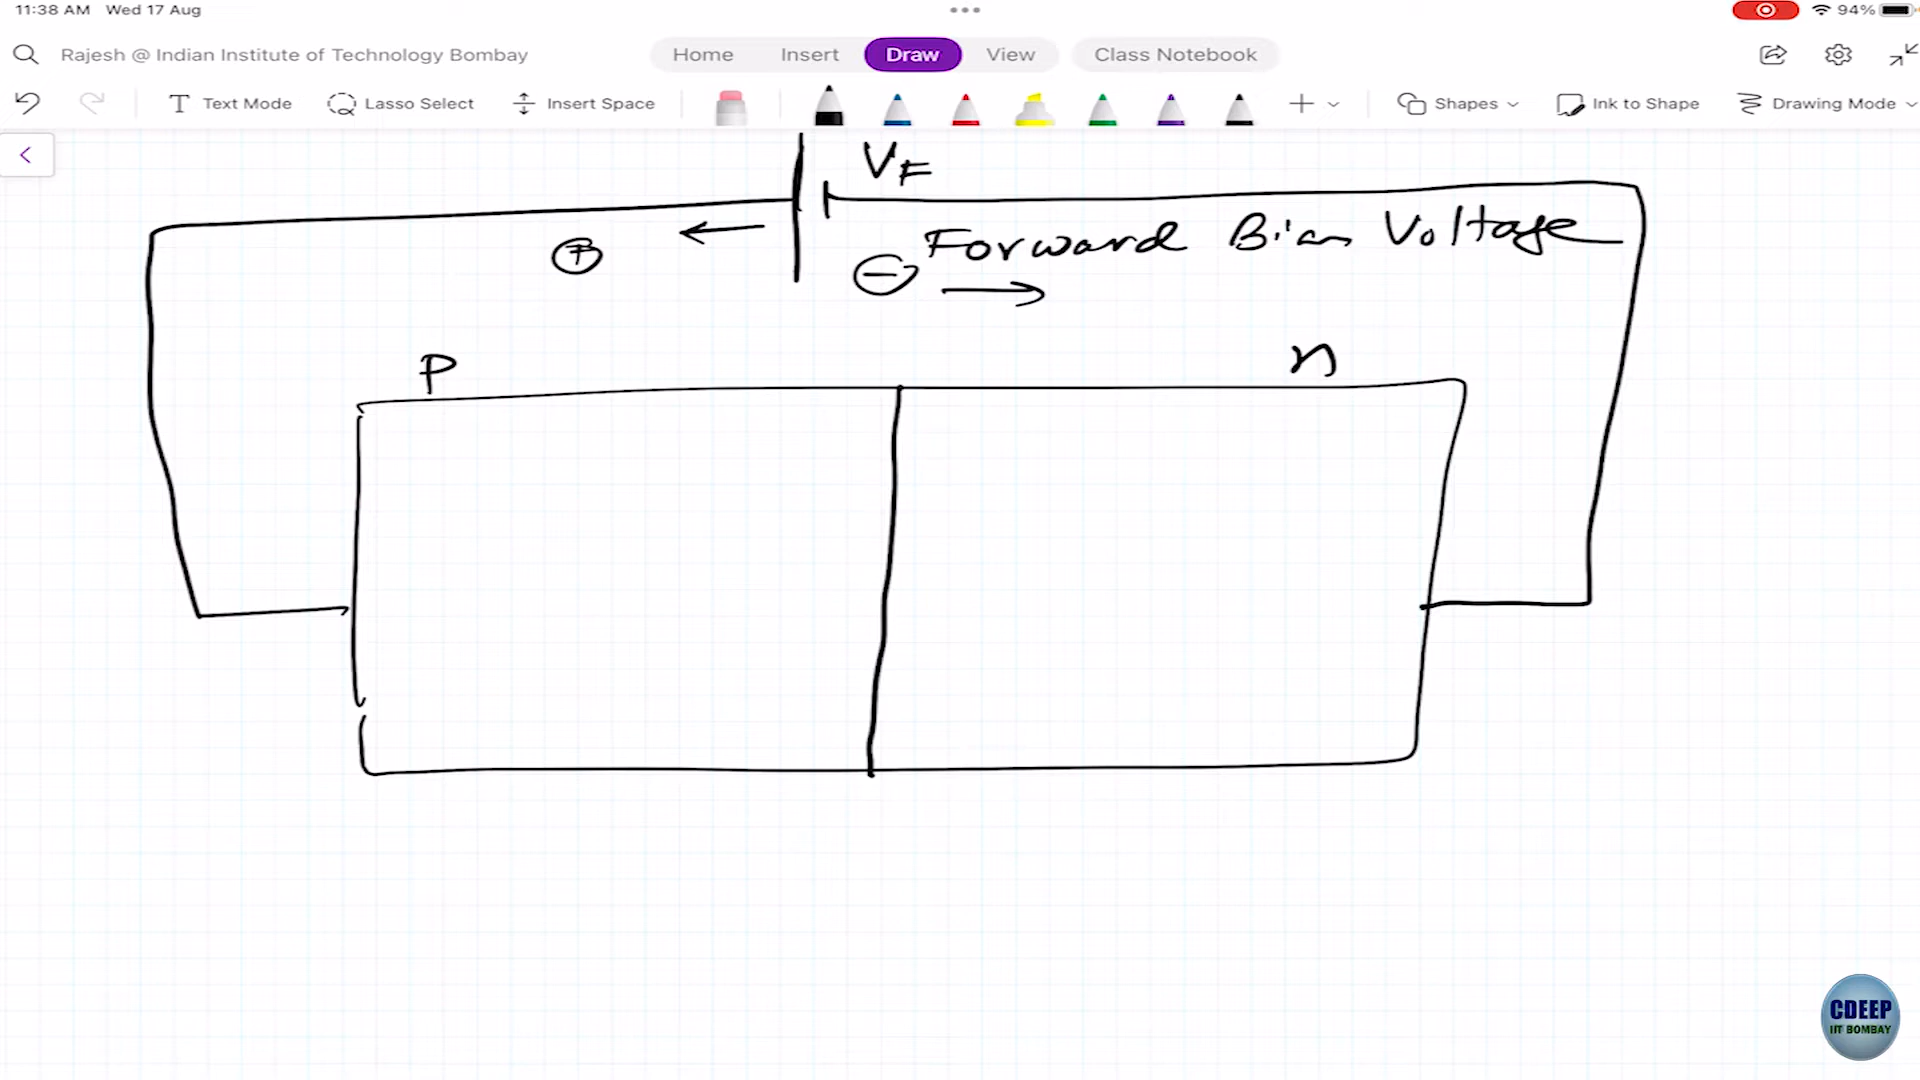 11:38 AM Wed 17 Aug
94%
Rajesh @ Indian Institute of Technology Bombay
Home Insert Draw View Class Notebook
Text Mode Lasso Select Insert Space Shapes Ink to Shape Drawing Mode
VF
⊕ ← ⊖ Forward Bias Voltage
→
P n
CDEEP
IIT BOMBAY